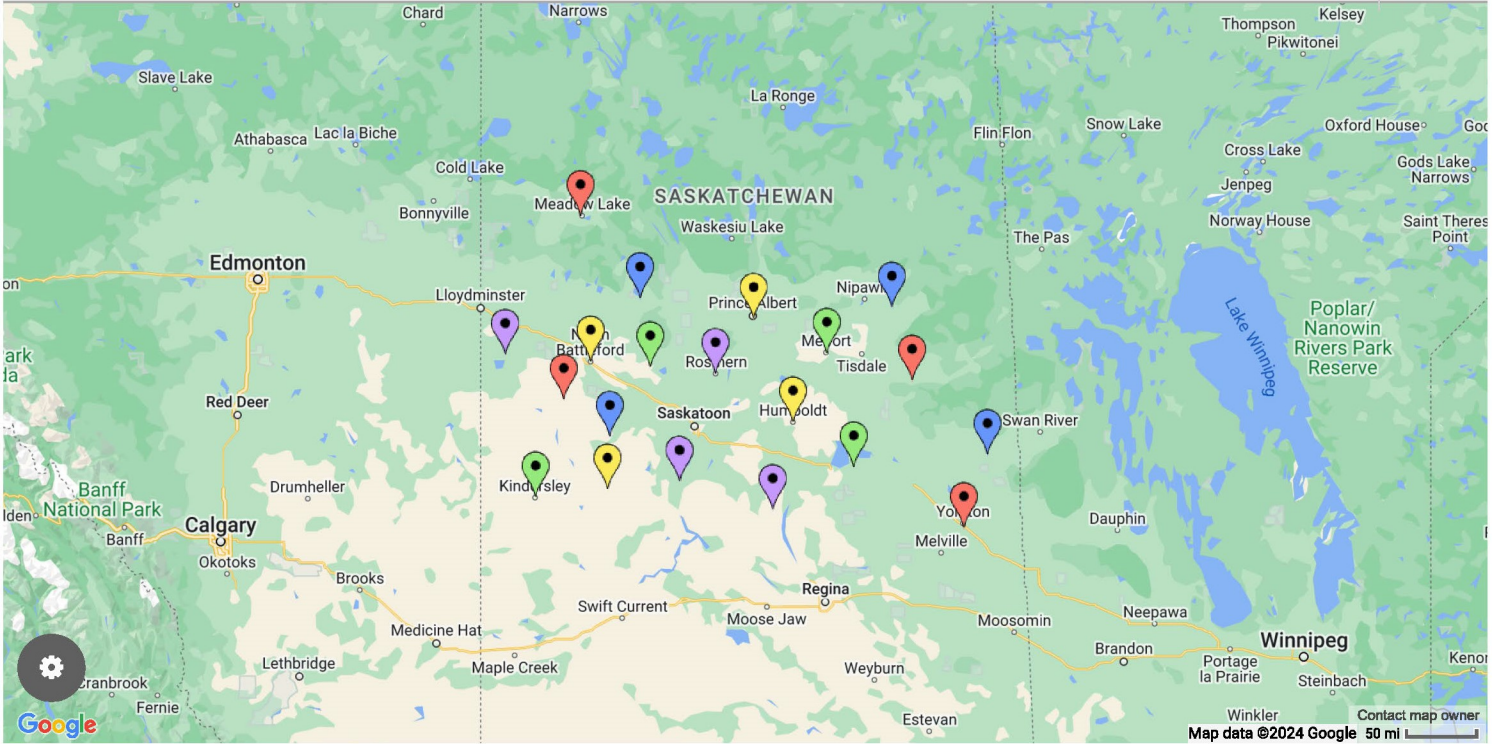 Chard
Narrows
Kelsey
Thompson
Pikwitonei
Slave Lake
La Ronge
Athabasca
Lac la Biche
Flin Flon
Snow Lake
Oxford House
Cold Lake
Cross Lake
Gods Lake
Narrows
Jenpeg
Meadow Lake
SASKATCHEWAN
Bonnyville
Norway House
Saint Theres
Point
Waskesiu Lake
The Pas
Edmonton
Lloydminster
Prince Albert
Nipawin
Lake Winnipeg
Poplar/
Nanowin
Rivers Park
Reserve
North
Battleford
Melfort
Rosthern
Tisdale
Red Deer
Saskatoon
Humboldt
Swan River
Drumheller
Kindersley
Banff
National Park
Yorkton
Dauphin
Calgary
Banff
Melville
Okotoks
Brooks
Regina
Swift Current
Moose Jaw
Moosomin
Neepawa
Medicine Hat
Winnipeg
Brandon
Portage
la Prairie
Lethbridge
Maple Creek
Weyburn
Steinbach
Cranbrook
Fernie
Estevan
Winkler
Contact map owner
Google
Map data ©2024 Google 50 mi